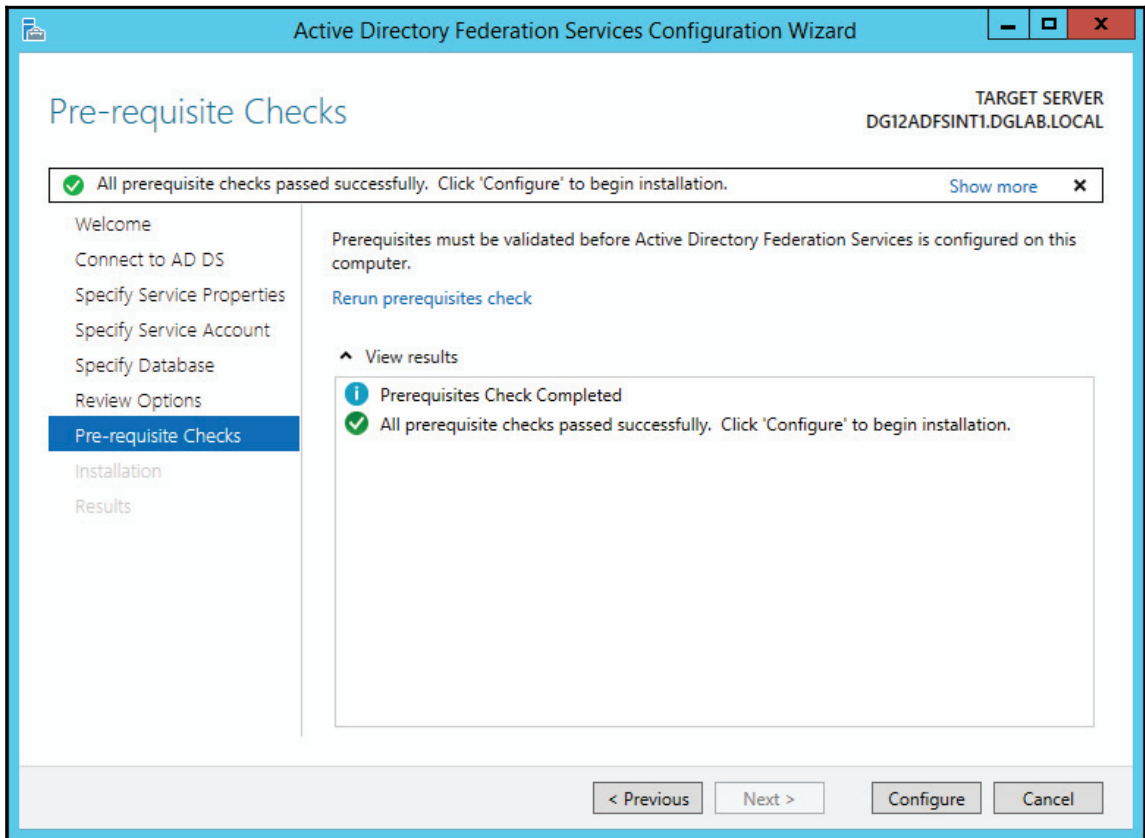 Active Directory Federation Services Configuration Wizard
Pre-requisite Checks
TARGET SERVER
DG12ADFSINT1.DGLAB.LOCAL
All prerequisite checks passed successfully. Click 'Configure' to begin installation.
Show more
Welcome
Connect to AD DS
Specify Service Properties
Specify Service Account
Specify Database
Review Options
Pre-requisite Checks
Installation
Results
Prerequisites must be validated before Active Directory Federation Services is configured on this
computer.
Rerun prerequisites check
View results
Prerequisites Check Completed
All prerequisite checks passed successfully. Click 'Configure' to begin installation.
< Previous
Next >
Configure
Cancel